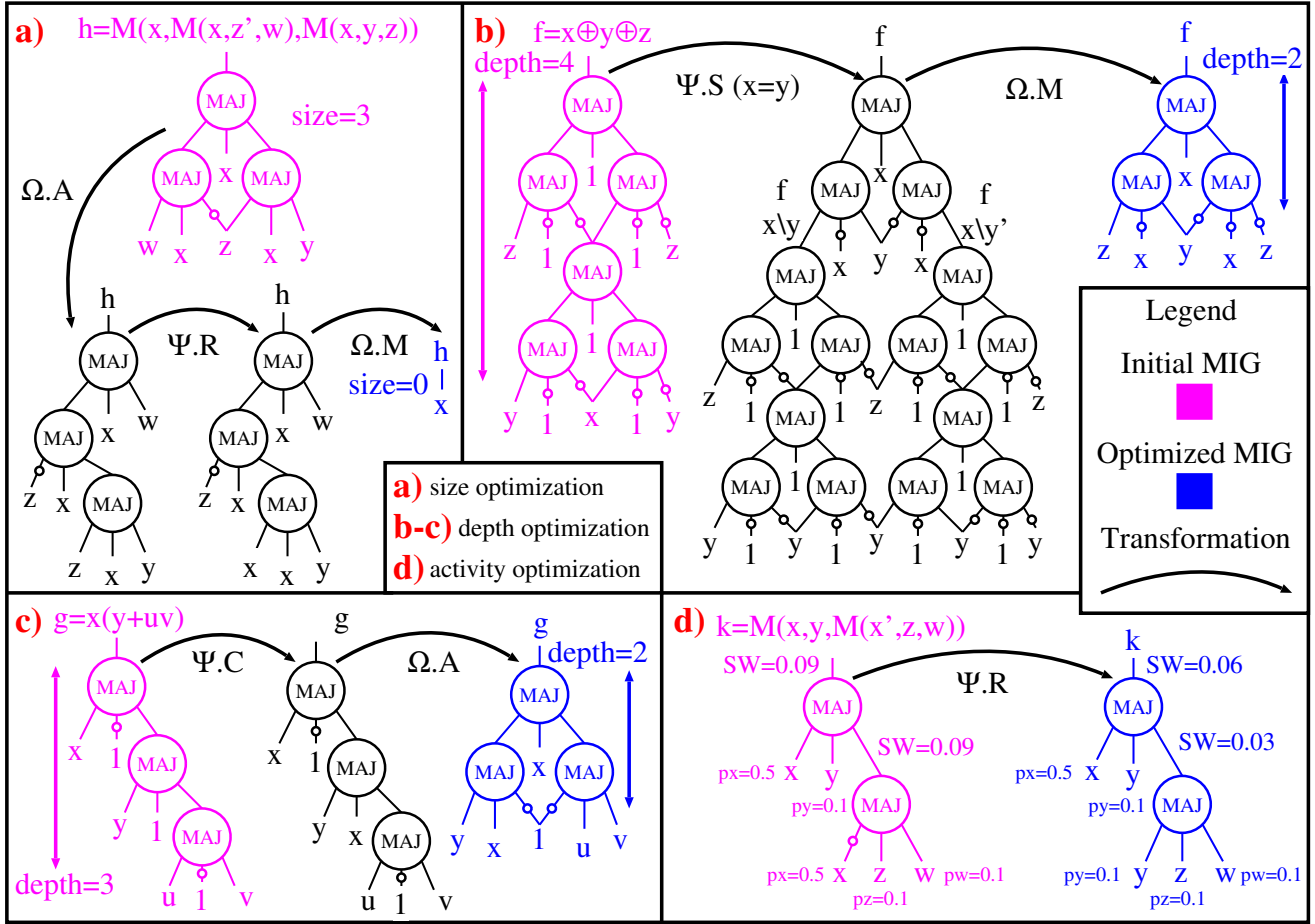 a)
h=M(x,M(x,z’,w),M(x,y,z))
MAJ
size=3
MAJ x MAJ
w x z x y
Ω.A
h
MAJ
Ψ.R
h
MAJ
Ω.M
h
size=0
x
MAJ x w
z x MAJ
z x y
MAJ x w
z x MAJ
x x y
b)
f=x⊕y⊕z
depth=4
MAJ
MAJ 1 MAJ
z 1 1 z
MAJ
MAJ 1 MAJ
y 1 x 1 y
Ψ.S (x=y)
f
MAJ
MAJ x MAJ
f
x\y
f
x\y’
x y x
MAJ MAJ
MAJ 1 MAJ MAJ 1 MAJ
z 1 1 z 1 1 z
MAJ MAJ
MAJ 1 MAJ MAJ 1 MAJ
y 1 y 1 y 1 y 1 y
Ω.M
f
depth=2
MAJ
MAJ x MAJ
z x y x z
Legend
Initial MIG
Optimized MIG
Transformation
a) size optimization
b-c) depth optimization
d) activity optimization
c)
g=x(y+uv)
MAJ
x 1 MAJ
y 1 MAJ
u 1 v
depth=3
Ψ.C
g
MAJ
x 1 MAJ
y x MAJ
u 1 v
Ω.A
g
depth=2
MAJ
MAJ x MAJ
y x 1 u v
d)
k=M(x,y,M(x’,z,w))
SW=0.09
MAJ
SW=0.09
px=0.5 x y
py=0.1 MAJ
px=0.5 x z w pw=0.1
pz=0.1
Ψ.R
k
SW=0.06
MAJ
SW=0.03
px=0.5 x y
py=0.1 MAJ
py=0.1 y z w pw=0.1
pz=0.1